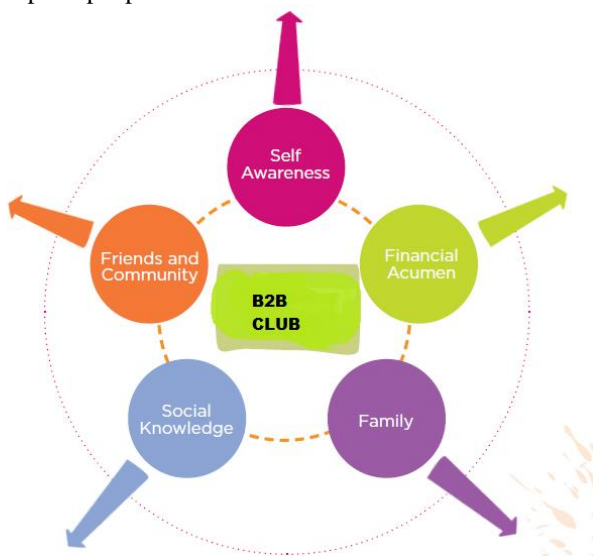 Self
Awareness
Friends and
Community
Financial
Acumen
B2B
CLUB
Social
Knowledge
Family